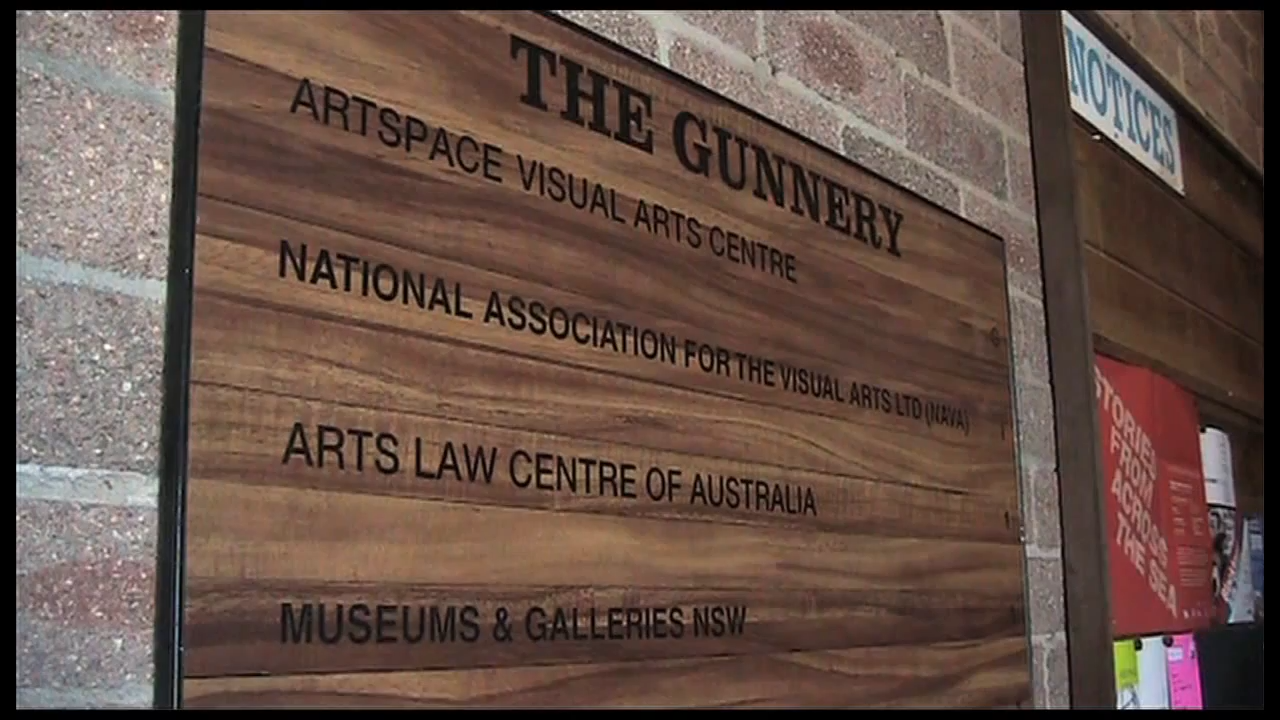 THE GUNNERY
ARTSPACE VISUAL ARTS CENTRE
NATIONAL ASSOCIATION FOR THE VISUAL ARTS LTD (NAVA)
ARTS LAW CENTRE OF AUSTRALIA
MUSEUMS & GALLERIES NSW
NOTICES
STORIES
FROM
ACROSS
THE SEA